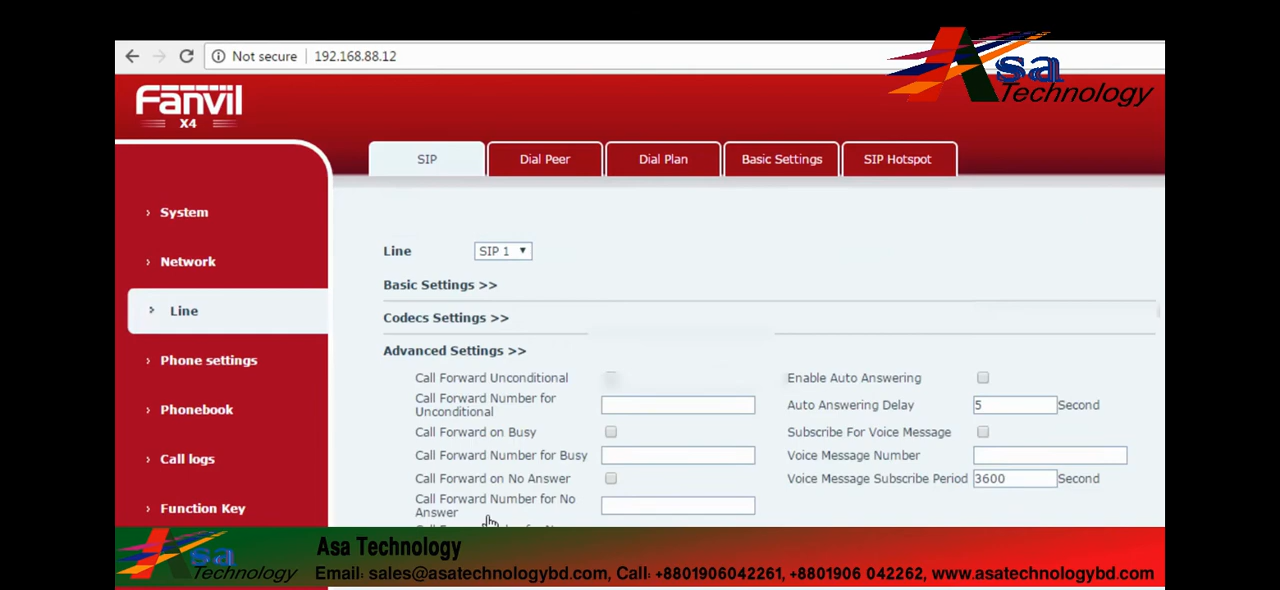 Not secure | 192.168.88.12
Asa
Technology
Fanvil
X4
SIP
Dial Peer
Dial Plan
Basic Settings
SIP Hotspot
› System
› Network
› Line
› Phone settings
› Phonebook
› Call logs
› Function Key
Line SIP 1
Basic Settings >>
Codecs Settings >>
Advanced Settings >>
Call Forward Unconditional
Enable Auto Answering
Call Forward Number for
Unconditional
Auto Answering Delay 5 Second
Call Forward on Busy
Subscribe For Voice Message
Call Forward Number for Busy
Voice Message Number
Call Forward on No Answer
Voice Message Subscribe Period 3600 Second
Call Forward Number for No
Answer
Asa
Technology
Asa Technology
Email: sales@asatechnologybd.com, Call: +8801906042261, +8801906 042262, www.asatechnologybd.com